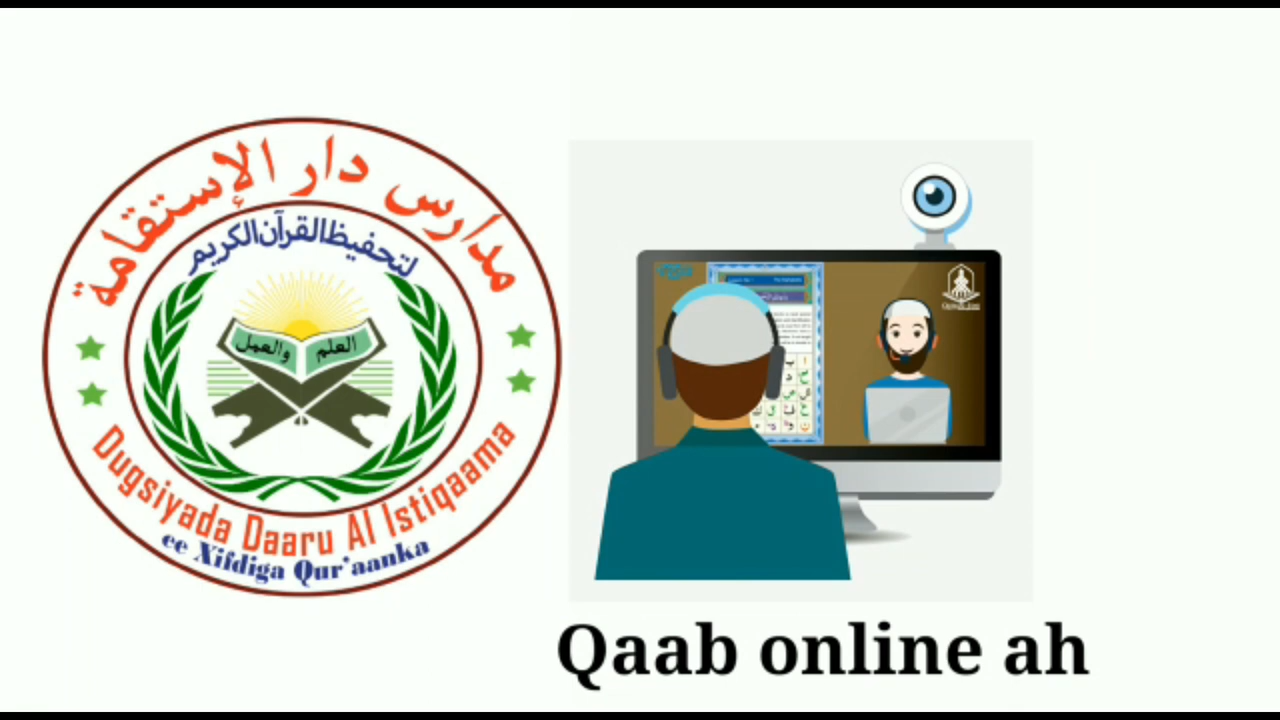 مدارس دار الإستقامة
لتحفيظ القرآن الكريم
العلم والعمل
Dugsiyada Daaru Al Istiqaama
ee Xifdiga Qur'aanka
Qaab online ah